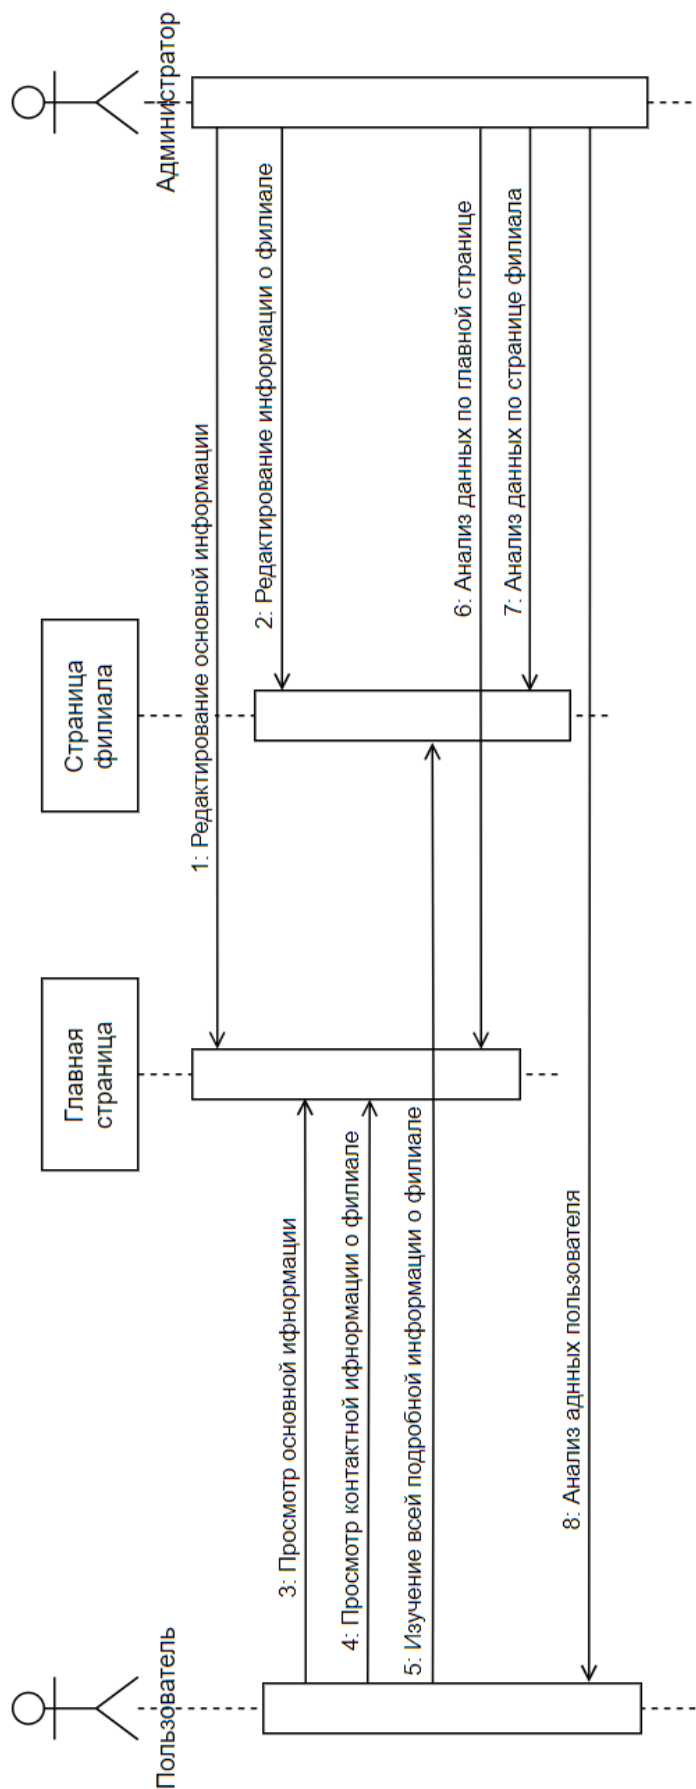 Пользователь
Главная
страница
Страница
филиала
Администратор
1: Редактирование основной информации
2: Редактирование информации о филиале
3: Просмотр основной ифнормации
4: Просмотр контактной ифнормации о филиале
5: Изучение всей подробной информации о филиале
6: Анализ данных по главной странице
7: Анализ данных по странице филиала
8: Анализ аднных пользователя